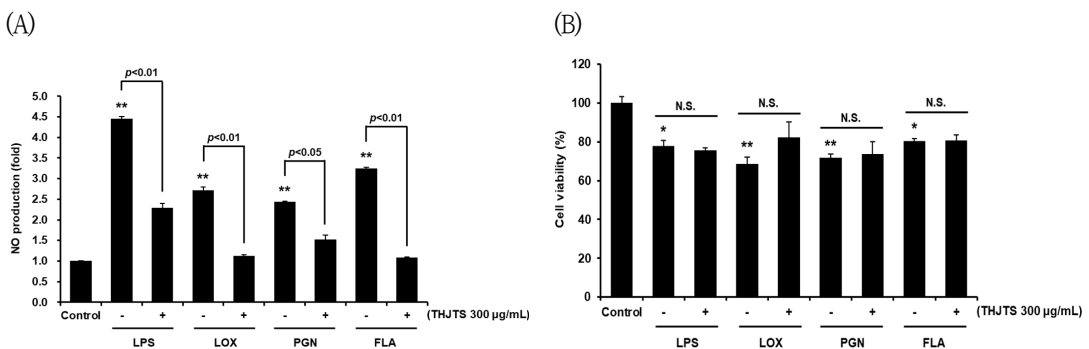 (A)
NO production (fold)
5.0
4.5
4.0
3.5
3.0
2.5
2.0
1.5
1.0
0.5
0.0
p<0.01
p<0.01
p<0.05
p<0.01
**
**
**
**
Control - + - + - + - + (THJTS 300 μg/mL)
LPS LOX PGN FLA
(B)
Cell viability (%)
120
100
80
60
40
20
0
N.S.
N.S.
N.S.
N.S.
*
**
**
*
Control - + - + - + - + (THJTS 300 μg/mL)
LPS LOX PGN FLA